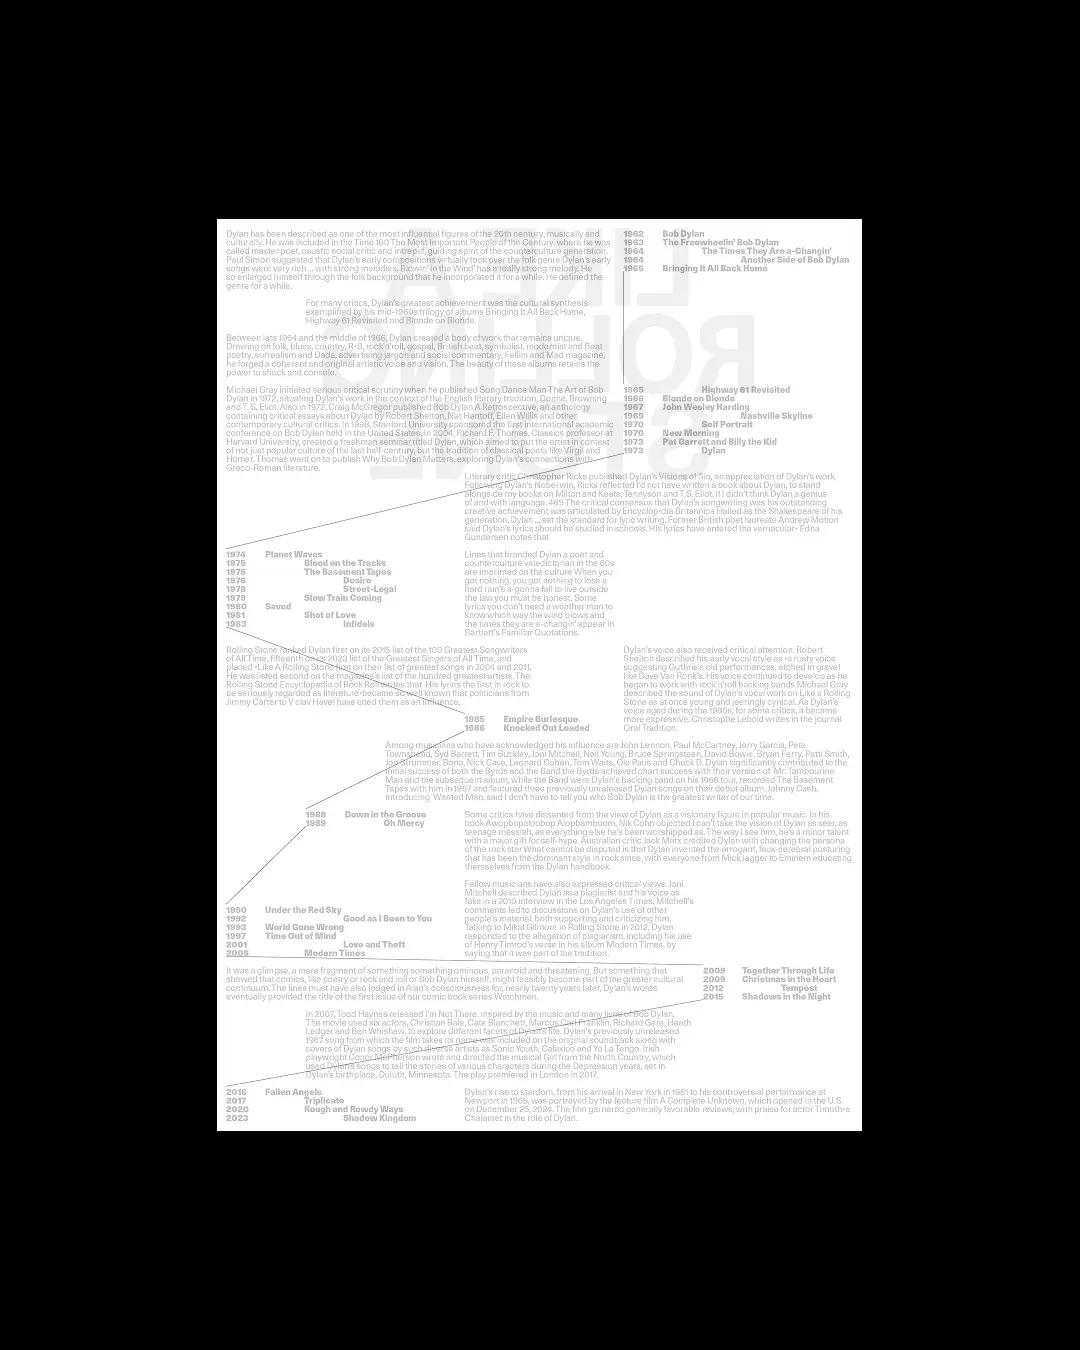 Dylan has been described as one of the most influential figures of the 20th century, musically and
culturally. He was included in the Time 100 The Most Important People of the Century, where he was
called master poet, caustic social critic and intrepid, guiding spirit of the counterculture generation.
Paul Simon suggested that Dylan's early compositions virtually took over the folk genre Dylan's early
songs were very rich ... with strong melodies. Blowin' in the Wind' has a really strong melody. He
so enlarged himself through the folk background that he incorporated it for a while. He defined the
genre for a while.
1962 Bob Dylan
1963 The Freewheelin' Bob Dylan
1964 The Times They Are a-Changin'
1964 Another Side of Bob Dylan
1965 Bringing It All Back Home
For many critics, Dylan's greatest achievement was the cultural synthesis
exemplified by his mid-1960s trilogy of albums Bringing It All Back Home,
Highway 61 Revisited and Blonde on Blonde.
Between late 1964 and the middle of 1966, Dylan created a body of work that remains unique.
Drawing on folk, blues, country, R•B, rock'n'roll, gospel, British beat, symbolist, modernist and Beat
poetry, surrealism and Dada, advertising jargon and social commentary, Fellini and Mad magazine,
he forged a coherent and original artistic voice and vision. The beauty of these albums retains the
power to shock and console.
Michael Gray initiated serious critical scrutiny when he published Song Dance Man The Art of Bob
Dylan in 1972, situating Dylan's work in the context of the English literary tradition, Donne, Browning
and T. S. Eliot. Also in 1972, Craig McGregor published Bob Dylan A Retrospective, an anthology
containing critical essays about Dylan by Robert Shelton, Nat Hentoff, Ellen Willis and other
contemporary cultural critics. In 1998, Stanford University sponsored the first international academic
conference on Bob Dylan held in the United States. In 2004, Richard F. Thomas, Classics professor at
Harvard University, created a freshman seminar titled Dylan, which aimed to put the artist in context
of not just popular culture of the last half-century, but the tradition of classical poets like Virgil and
Homer. Thomas went on to publish Why Bob Dylan Matters, exploring Dylan's connections with
Greco-Roman literature.
1965 Highway 61 Revisited
1966 Blonde on Blonde
1967 John Wesley Harding
1969 Nashville Skyline
1970 Self Portrait
1970 New Morning
1973 Pat Garrett and Billy the Kid
1973 Dylan
Literary critic Christopher Ricks published Dylan's Visions of Sin, an appreciation of Dylan's work.
Following Dylan's Nobel win, Ricks reflected I'd not have written a book about Dylan, to stand
alongside my books on Milton and Keats, Tennyson and T.S. Eliot, if I didn't think Dylan a genius
of and with language. 469 The critical consensus that Dylan's songwriting was his outstanding
creative achievement was articulated by Encyclop•dia Britannica Hailed as the Shakespeare of his
generation, Dylan ... set the standard for lyric writing. Former British poet laureate Andrew Motion
said Dylan's lyrics should be studied in schools. His lyrics have entered the vernacular• Edna
Gundersen notes that
1974 Planet Waves
1975 Blood on the Tracks
1975 The Basement Tapes
1976 Desire
1978 Street-Legal
1979 Slow Train Coming
1980 Saved
1981 Shot of Love
1983 Infidels
Lines that branded Dylan a poet and
counterculture valedictorian in the 60s
are imprinted on the culture When you
got nothing, you got nothing to lose a
hard rain's a-gonna fall to live outside
the law you must be honest. Some
lyrics you don't need a weather man to
know which way the wind blows and
the times they are a-changin' appear in
Bartlett's Familiar Quotations.
Rolling Stone ranked Dylan first on its 2015 list of the 100 Greatest Songwriters
of All Time, fifteenth on its 2023 list of the Greatest Singers of All Time, and
placed •Like A Rolling Stone first on their list of greatest songs in 2004 and 2011.
He was listed second on the magazine's list of the hundred greatest artists. The
Rolling Stone Encyclopedia of Rock Roll writes that His lyrics the first in rock to
be seriously regarded as literature•became so well known that politicians from
Jimmy Carter to V clav Havel have cited them as an influence.
Dylan's voice also received critical attention. Robert
Shelton described his early vocal style as •a rusty voice
suggesting Guthrie's old performances, etched in gravel
like Dave Van Ronk's. His voice continued to develop as he
began to work with rock'n'roll backing bands Michael Gray
described the sound of Dylan's vocal work on Like a Rolling
Stone as at once young and jeeringly cynical. As Dylan's
voice aged during the 1980s, for some critics, it became
more expressive. Christophe Lebold writes in the journal
Oral Tradition.
1985 Empire Burlesque
1986 Knocked Out Loaded
Among musicians who have acknowledged his influence are John Lennon, Paul McCartney, Jerry Garcia, Pete
Townshend, Syd Barrett, Tim Buckley, Joni Mitchell, Neil Young, Bruce Springsteen, David Bowie, Bryan Ferry, Patti Smith,
Joe Strummer, Bono, Nick Cave, Leonard Cohen, Tom Waits, Ole Paus and Chuck D. Dylan significantly contributed to the
initial success of both the Byrds and the Band the Byrds achieved chart success with their version of Mr. Tambourine
Man and the subsequent album, while the Band were Dylan's backing band on his 1966 tour, recorded The Basement
Tapes with him in 1967 and featured three previously unreleased Dylan songs on their debut album. Johnny Cash,
introducing Wanted Man, said I don't have to tell you who Bob Dylan is the greatest writer of our time.
1988 Down in the Groove
1989 Oh Mercy
Some critics have dissented from the view of Dylan as a visionary figure in popular music. In his
book Awopbopaloobop Alopbamboom, Nik Cohn objected I can't take the vision of Dylan as seer, as
teenage messiah, as everything else he's been worshipped as. The way I see him, he's a minor talent
with a major gift for self-hype. Australian critic Jack Marx credited Dylan with changing the persona
of the rock star What cannot be disputed is that Dylan invented the arrogant, faux-cerebral posturing
that has been the dominant style in rock since, with everyone from Mick Jagger to Eminem educating
themselves from the Dylan handbook.
Fellow musicians have also expressed critical views. Joni
Mitchell described Dylan as a plagiarist and his voice as
fake in a 2010 interview in the Los Angeles Times. Mitchell's
comments led to discussions on Dylan's use of other
people's material, both supporting and criticizing him.
Talking to Mikal Gilmore in Rolling Stone in 2012, Dylan
responded to the allegation of plagiarism, including his use
of Henry Timrod's verse in his album Modern Times, by
saying that it was part of the tradition.
1990 Under the Red Sky
1992 Good as I Been to You
1993 World Gone Wrong
1997 Time Out of Mind
2001 Love and Theft
2006 Modern Times
It was a glimpse, a mere fragment of something something ominous, paranoid and threatening. But something that
showed that comics, like poetry or rock and roll or Bob Dylan himself, might feasibly become part of the greater cultural
continuum. The lines must have also lodged in Alan's consciousness for, nearly twenty years later, Dylan's words
eventually provided the title of the first issue of our comic book series Watchmen.
2009 Together Through Life
2009 Christmas in the Heart
2012 Tempest
2015 Shadows in the Night
In 2007, Todd Haynes released I'm Not There, inspired by the music and many lives of Bob Dylan.
The movie used six actors, Christian Bale, Cate Blanchett, Marcus Carl Franklin, Richard Gere, Heath
Ledger and Ben Whishaw, to explore different facets of Dylan's life. Dylan's previously unreleased
1967 song from which the film takes its name was included on the original soundtrack along with
covers of Dylan songs by such diverse artists as Sonic Youth, Calexico and Yo La Tengo. Irish
playwright Conor McPherson wrote and directed the musical Girl from the North Country, which
used Dylan's songs to tell the stories of various characters during the Depression years, set in
Dylan's birthplace, Duluth, Minnesota. The play premiered in London in 2017.
2016 Fallen Angels
2017 Triplicate
2020 Rough and Rowdy Ways
2023 Shadow Kingdom
Dylan's rise to stardom, from his arrival in New York in 1961 to his controversial performance at
Newport in 1965, was portrayed by the feature film A Complete Unknown, which opened in the U.S.
on December 25, 2024. The film garnered generally favorable reviews, with praise for actor Timoth•e
Chalamet in the role of Dylan.